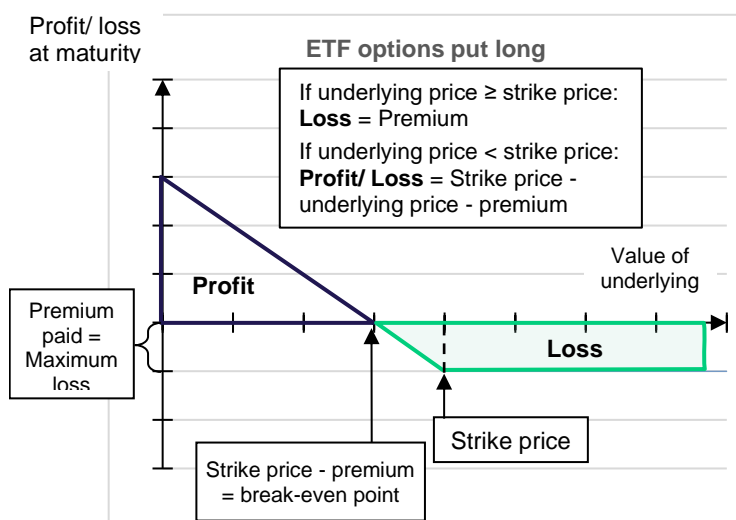 Profit/ loss
at maturity
ETF options put long
If underlying price ≥ strike price:
Loss = Premium
If underlying price < strike price:
Profit/ Loss = Strike price -
underlying price - premium
Value of
underlying
Profit
Premium
paid =
Maximum
loss
Loss
Strike price
Strike price - premium
= break-even point